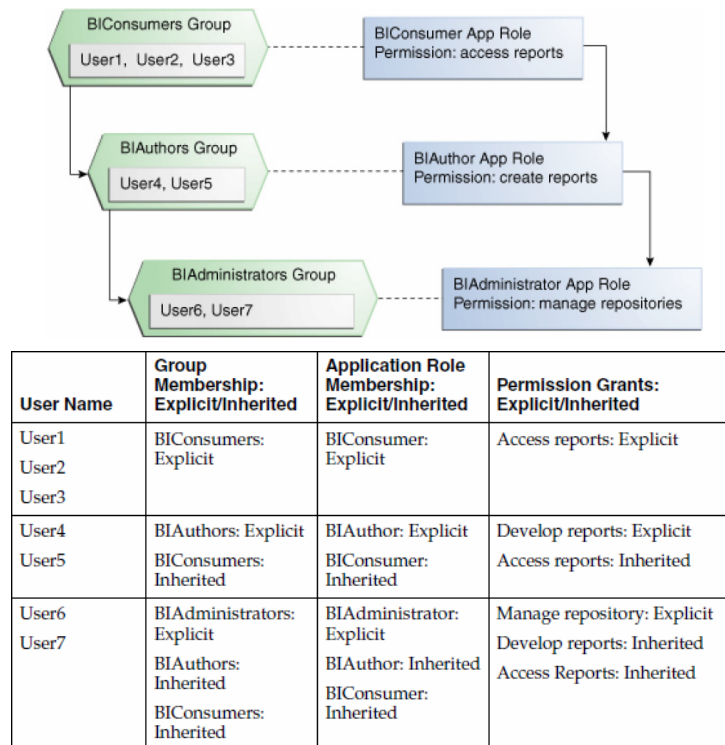 BIConsumers Group
User1, User2, User3
BIConsumer App Role
Permission: access reports
BIAuthors Group
User4, User5
BIAuthor App Role
Permission: create reports
BIAdministrators Group
User6, User7
BIAdministrator App Role
Permission: manage repositories
User Name
Group
Membership:
Explicit/Inherited
Application Role
Membership:
Explicit/Inherited
Permission Grants:
Explicit/Inherited
User1
User2
User3
BIConsumers:
Explicit
BIConsumer:
Explicit
Access reports: Explicit
User4
User5
BIAuthors: Explicit
BIConsumers:
Inherited
BIAuthor: Explicit
BIConsumer:
Inherited
Develop reports: Explicit
Access reports: Inherited
User6
User7
BIAdministrators:
Explicit
BIAuthors:
Inherited
BIConsumers:
Inherited
BIAdministrator:
Explicit
BIAuthor: Inherited
BIConsumer:
Inherited
Manage repository: Explicit
Develop reports: Inherited
Access Reports: Inherited